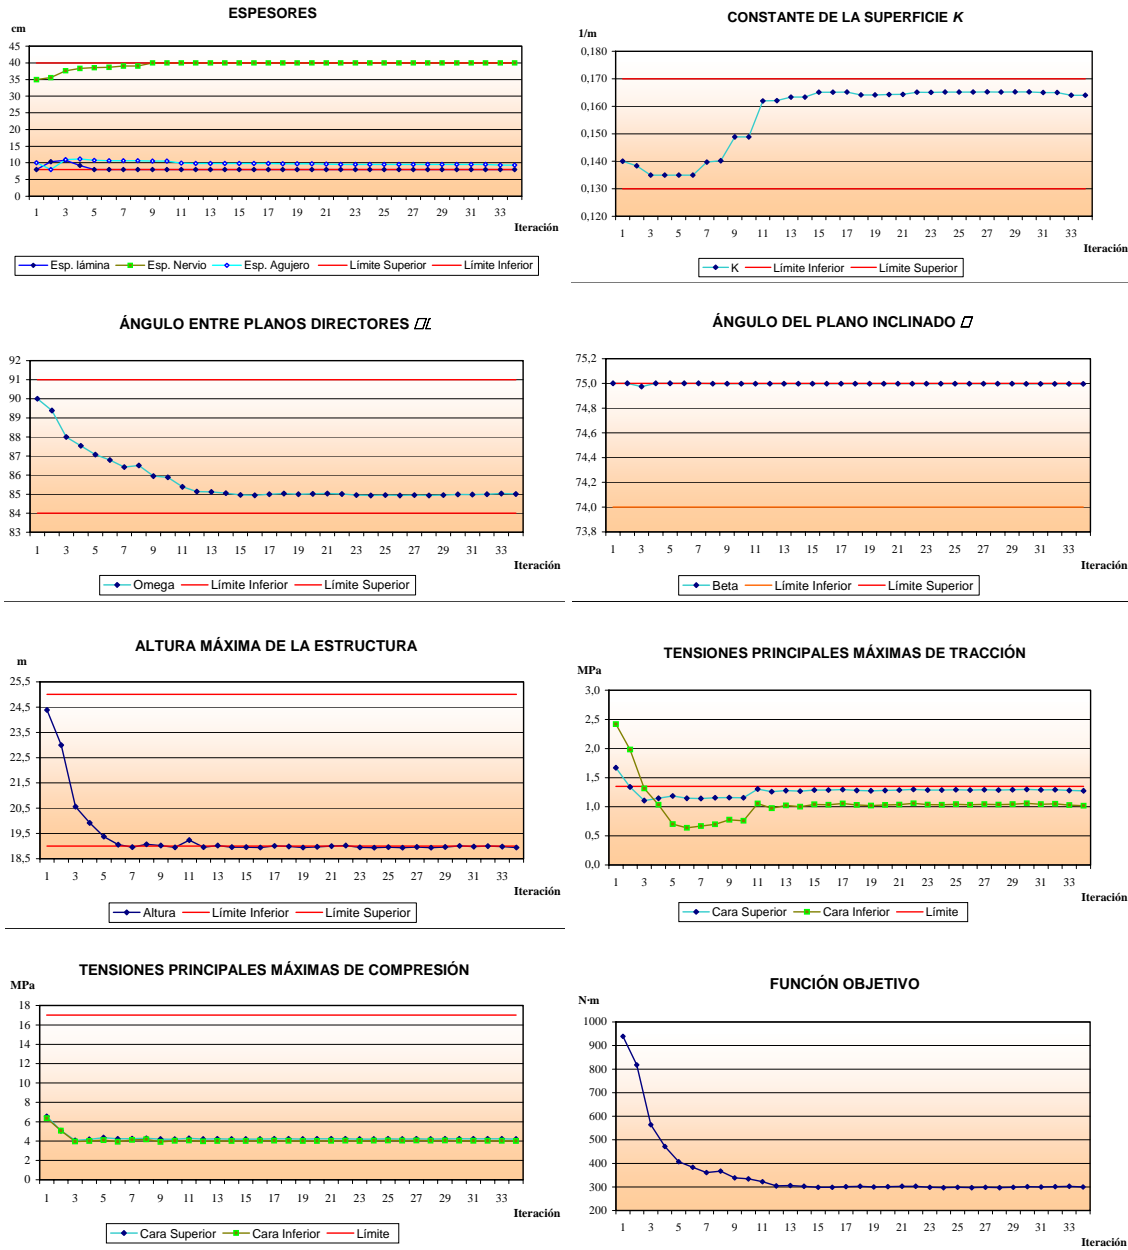 ESPESORES
cm
45
40
35
30
25
20
15
10
5
0
1 3 5 7 9 11 13 15 17 19 21 23 25 27 29 31 33
Iteración
Esp. lámina Esp. Nervio Esp. Agujero Límite Superior Límite Inferior
CONSTANTE DE LA SUPERFICIE K
1/m
0,180
0,170
0,160
0,150
0,140
0,130
0,120
1 3 5 7 9 11 13 15 17 19 21 23 25 27 29 31 33
Iteración
K Límite Inferior Límite Superior
ÁNGULO ENTRE PLANOS DIRECTORES
92
91
90
89
88
87
86
85
84
83
1 3 5 7 9 11 13 15 17 19 21 23 25 27 29 31 33
Iteración
Omega Límite Inferior Límite Superior
ÁNGULO DEL PLANO INCLINADO
75,2
75,0
74,8
74,6
74,4
74,2
74,0
73,8
1 3 5 7 9 11 13 15 17 19 21 23 25 27 29 31 33
Iteración
Beta Límite Inferior Límite Superior
ALTURA MÁXIMA DE LA ESTRUCTURA
m
25,5
24,5
23,5
22,5
21,5
20,5
19,5
18,5
1 3 5 7 9 11 13 15 17 19 21 23 25 27 29 31 33
Iteración
Altura Límite Inferior Límite Superior
TENSIONES PRINCIPALES MÁXIMAS DE TRACCIÓN
MPa
3,0
2,5
2,0
1,5
1,0
0,5
0,0
1 3 5 7 9 11 13 15 17 19 21 23 25 27 29 31 33
Iteración
Cara Superior Cara Inferior Límite
TENSIONES PRINCIPALES MÁXIMAS DE COMPRESIÓN
MPa
18
16
14
12
10
8
6
4
2
0
1 3 5 7 9 11 13 15 17 19 21 23 25 27 29 31 33
Iteración
Cara Superior Cara Inferior Límite
FUNCIÓN OBJETIVO
N·m
1000
900
800
700
600
500
400
300
200
1 3 5 7 9 11 13 15 17 19 21 23 25 27 29 31 33
Iteración